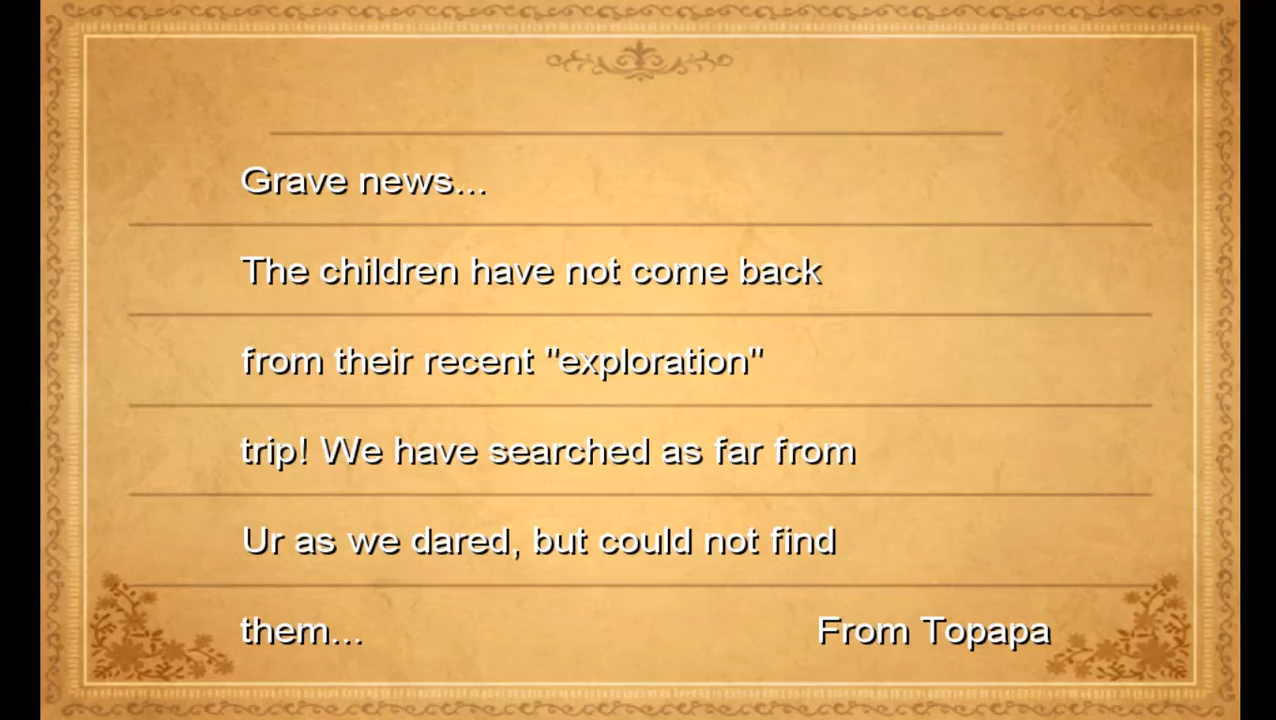 Grave news...
The children have not come back
from their recent "exploration"
trip! We have searched as far from
Ur as we dared, but could not find
them... From Topapa